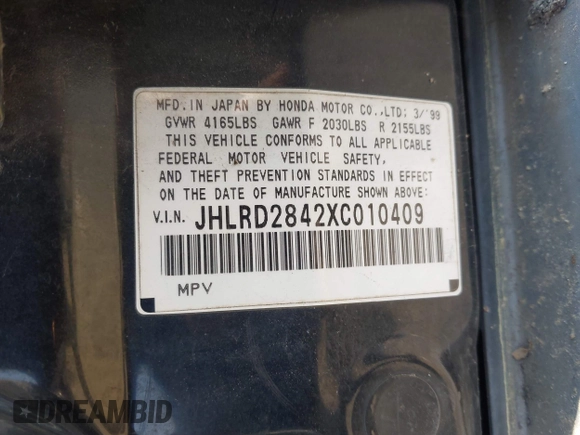 MFD.IN JAPAN BY HONDA MOTOR CO.,LTD: 3/'99
GVWR 4165LBS GAWR F 2030LBS R 2155LBS
THIS VEHICLE CONFORMS TO ALL APPLICABLE
FEDERAL MOTOR VEHICLE SAFETY,
AND THEFT PREVENTION STANDARDS IN EFFECT
ON THE DATE OF MANUFACTURE SHOWN ABOVE:
V.I.N. JHLRD2842XC010409
MPV
DREAMBID